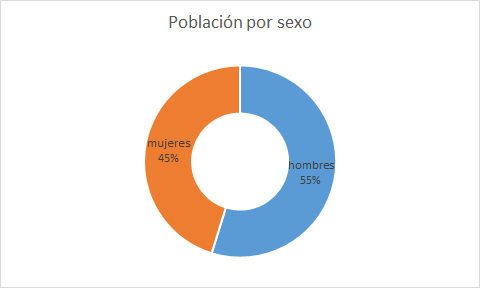 Población por sexo
mujeres
45%
hombres
55%